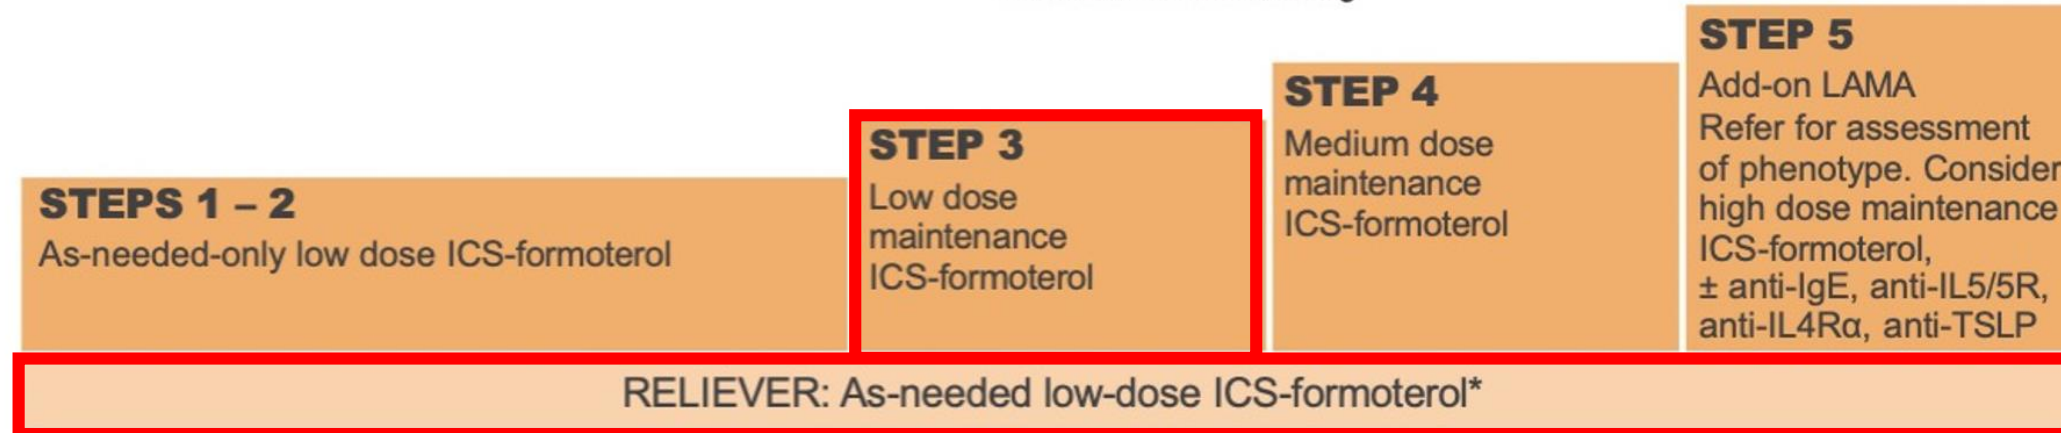 STEPS 1 – 2
As-needed-only low dose ICS-formoterol
STEP 3
Low dose
maintenance
ICS-formoterol
STEP 4
Medium dose
maintenance
ICS-formoterol
STEP 5
Add-on LAMA
Refer for assessment
of phenotype. Consider
high dose maintenance
ICS-formoterol,
± anti-IgE, anti-IL5/5R,
anti-IL4Rα, anti-TSLP
RELIEVER: As-needed low-dose ICS-formoterol*